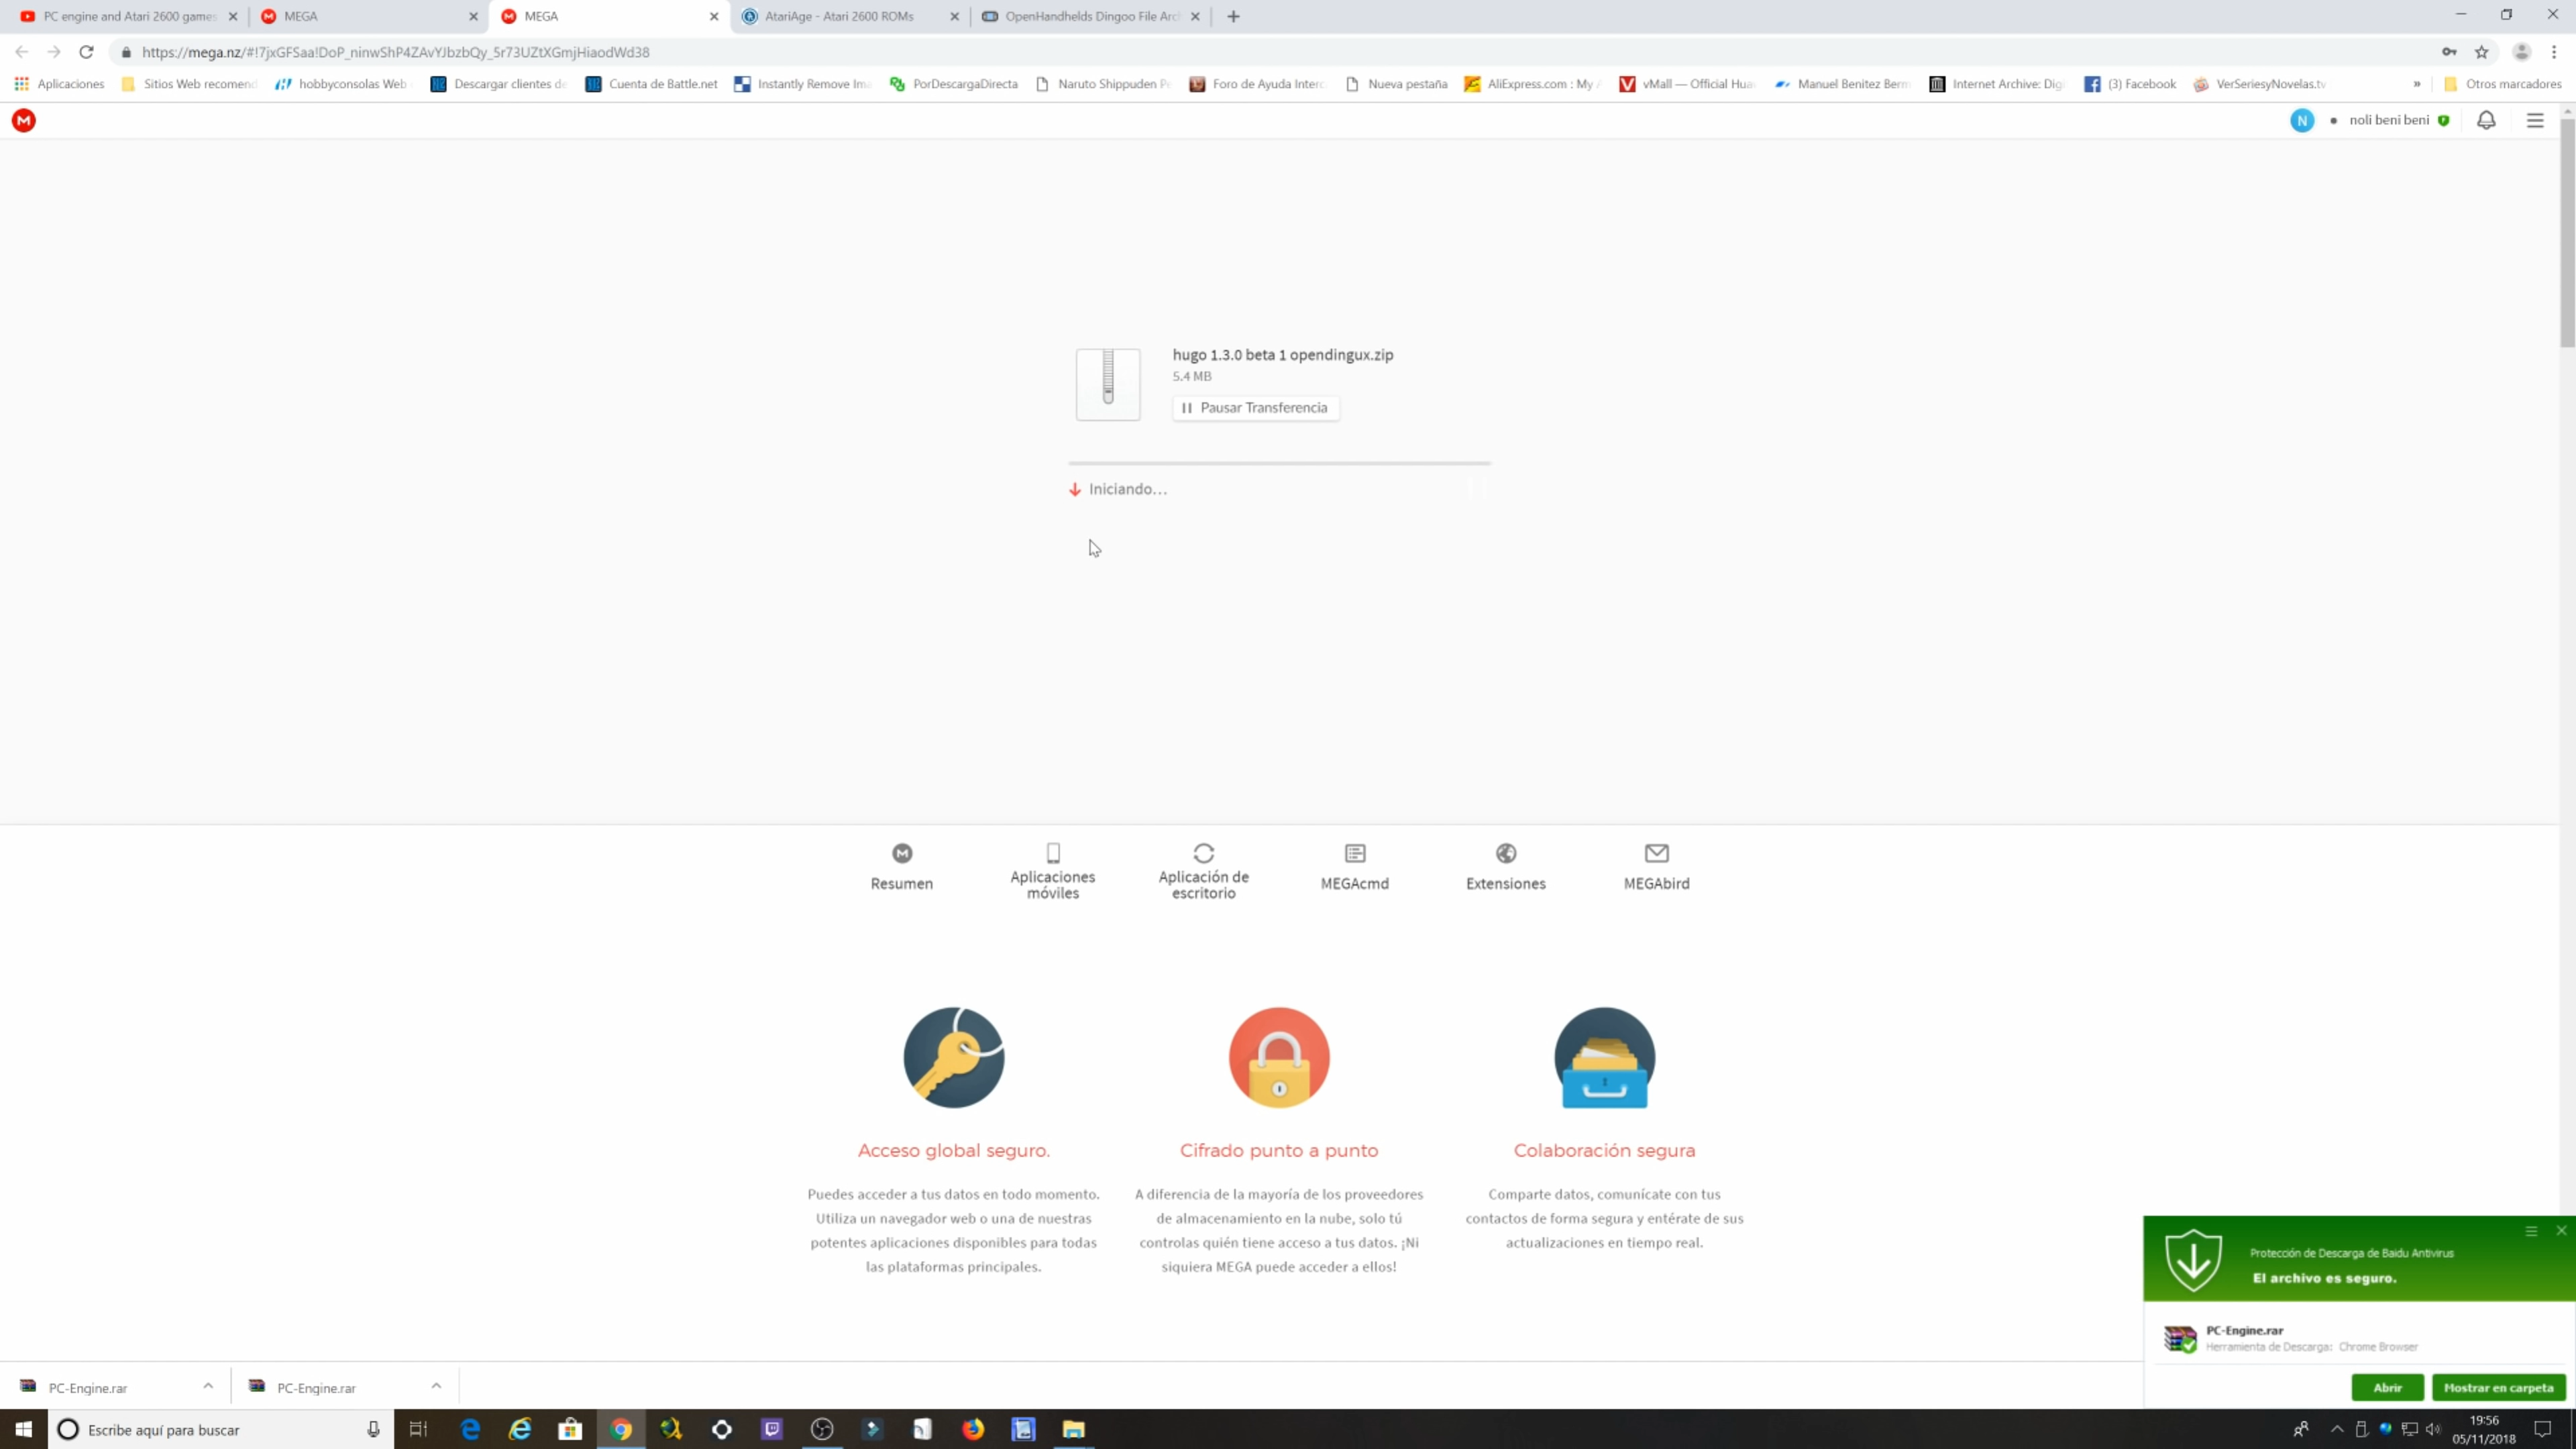 PC engine and Atari 2600 games
MEGA
MEGA
AtariAge - Atari 2600 ROMs
OpenHandhelds Dingoo File Arc
https://mega.nz/#!7jxGFSaa!DoP_ninwShP4ZAvYJbzbQy_5r73UZtXGmjHiaodWd38
Aplicaciones
Sitios Web recomend
hobbyconsolas Web
Descargar clientes de
Cuenta de Battle.net
Instantly Remove Ima
PorDescargaDirecta
Naruto Shippuden Pe
Foro de Ayuda Interc
Nueva pestaña
AliExpress.com : My A
vMall — Official Hua
Manuel Benitez Berm
Internet Archive: Digi
(3) Facebook
VerSeriesyNovelas.tv
»
Otros marcadores
N
noli beni beni
hugo 1.3.0 beta 1 opendingux.zip
5.4 MB
Pausar Transferencia
Iniciando...
Resumen
Aplicaciones
móviles
Aplicación de
escritorio
MEGAcmd
Extensiones
MEGAbird
Acceso global seguro.
Puedes acceder a tus datos en todo momento.
Utiliza un navegador web o una de nuestras
potentes aplicaciones disponibles para todas
las plataformas principales.
Cifrado punto a punto
A diferencia de la mayoría de los proveedores
de almacenamiento en la nube, solo tú
controlas quién tiene acceso a tus datos. ¡Ni
siquiera MEGA puede acceder a ellos!
Colaboración segura
Comparte datos, comunícate con tus
contactos de forma segura y entérate de sus
actualizaciones en tiempo real.
Protección de Descarga de Baidu Antivirus
El archivo es seguro.
PC-Engine.rar
Herramienta de Descarga: Chrome Browser
Abrir
Mostrar en carpeta
PC-Engine.rar
PC-Engine.rar
Escribe aquí para buscar
19:56
05/11/2018